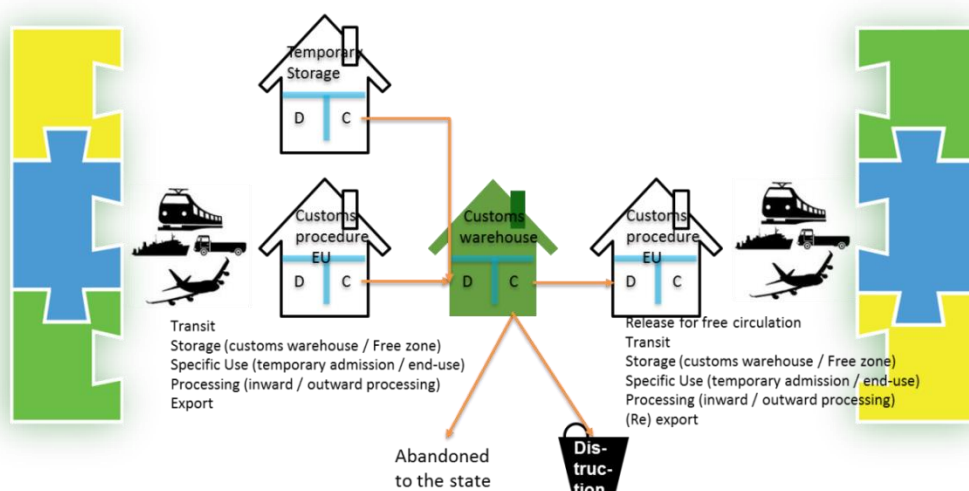 Temporary
Storage
D C
Customs
procedure
EU
D C
Customs
warehouse
D C
Customs
procedure
EU
D C
Transit
Storage (customs warehouse / Free zone)
Specific Use (temporary admission / end-use)
Processing (inward / outward processing)
Export
Release for free circulation
Transit
Storage (customs warehouse / Free zone)
Specific Use (temporary admission / end-use)
Processing (inward / outward processing)
(Re) export
Abandoned
to the state
Dis-
truc-
tion